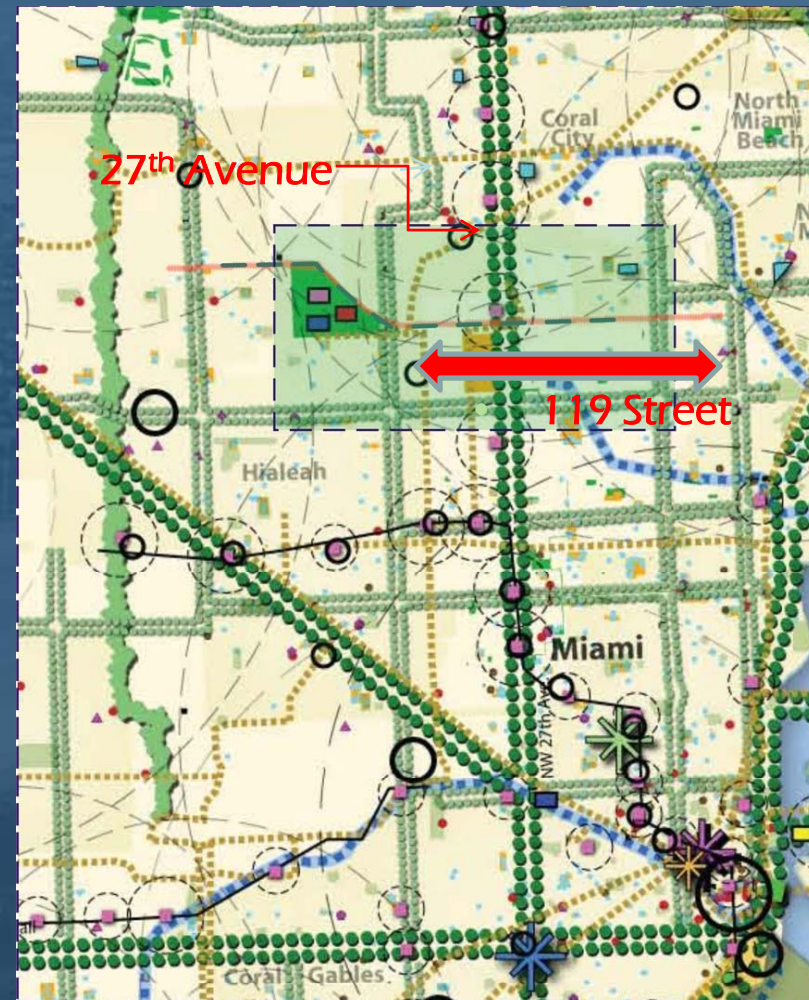 Coral
City
North
Miami
Beach
27th Avenue
119 Street
Hialeah
Miami
NW 27th Ave
Coral Gables